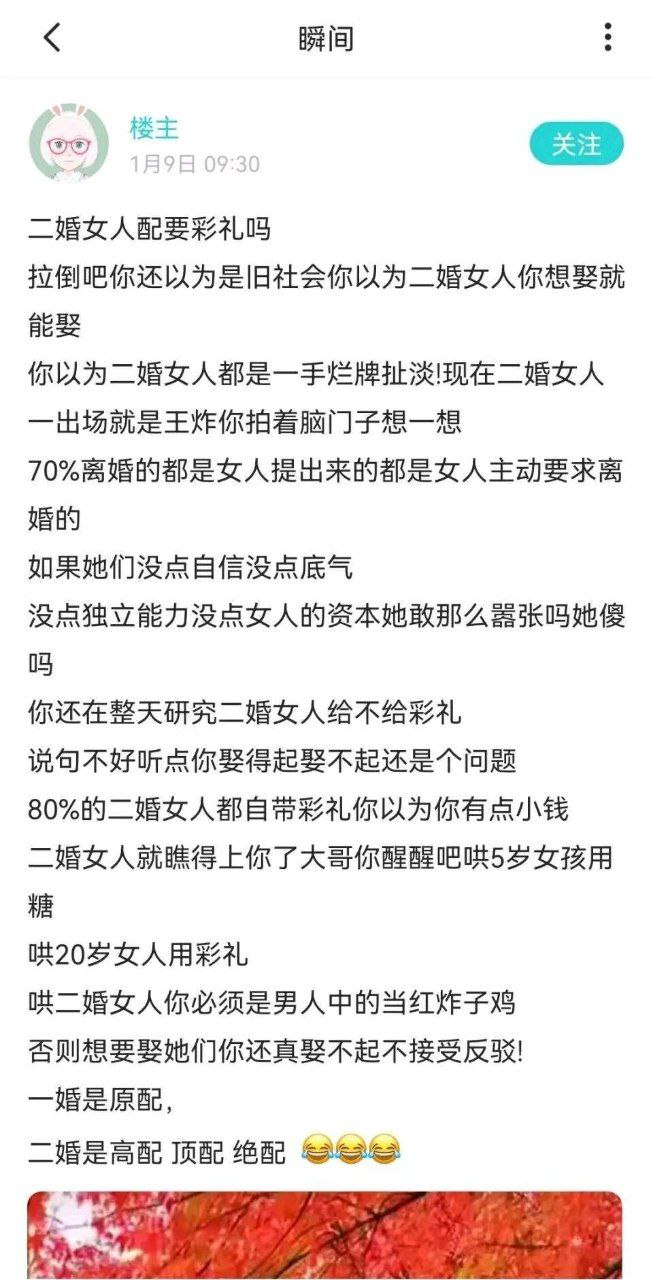 瞬间
楼主
1月9日 09:30
关注
二婚女人配要彩礼吗
拉倒吧你还以为是旧社会你以为二婚女人你想娶就
能娶
你以为二婚女人都是一手烂牌扯淡!现在二婚女人
一出场就是王炸你拍着脑门子想一想
70%离婚的都是女人提出来的都是女人主动要求离
婚的
如果她们没点自信没点底气
没点独立能力没点女人的资本她敢那么嚣张吗她傻
吗
你还在整天研究二婚女人给不给彩礼
说句不好听点你娶得起娶不起还是个问题
80%的二婚女人都自带彩礼你以为你有点小钱
二婚女人就瞧得上你了大哥你醒醒吧哄5岁女孩用
糖
哄20岁女人用彩礼
哄二婚女人你必须是男人中的当红炸子鸡
否则想要娶她们你还真娶不起不接受反驳!
一婚是原配,
二婚是高配 顶配 绝配 😂😂😂